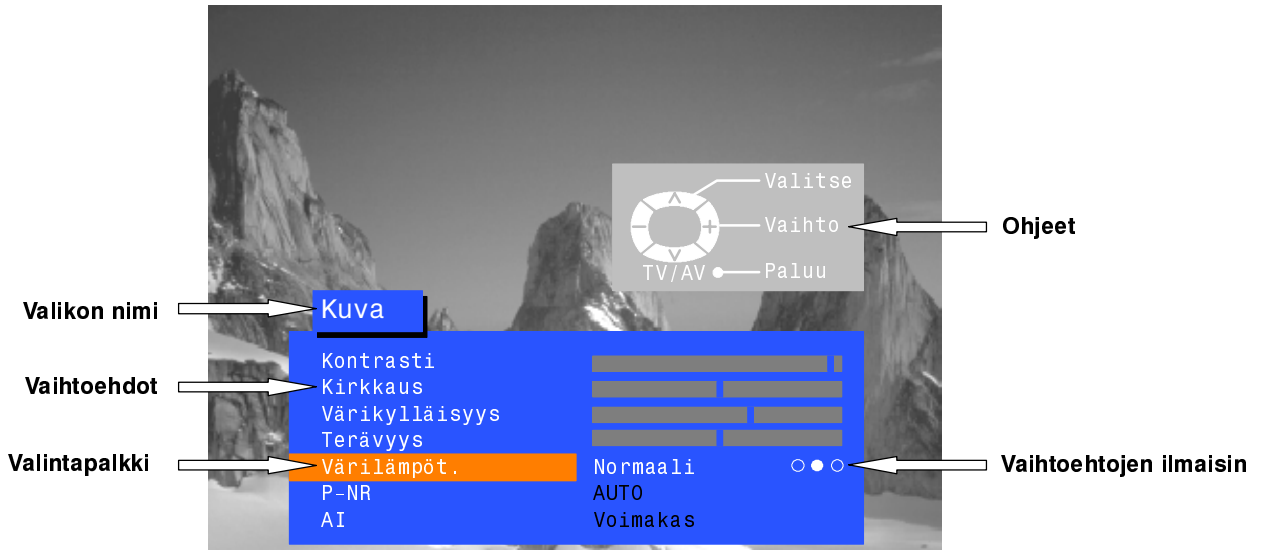 Valitse
Vaihto
TV/AV Paluu
Ohjeet
Valikon nimi
Kuva
Kontrasti
Vaihtoehdot
Kirkkaus
Värikylläisyys
Terävyys
Valintapalkki
Värilämpöt. Normaali
Vaihtoehtojen ilmaisin
P-NR AUTO
AI Voimakas